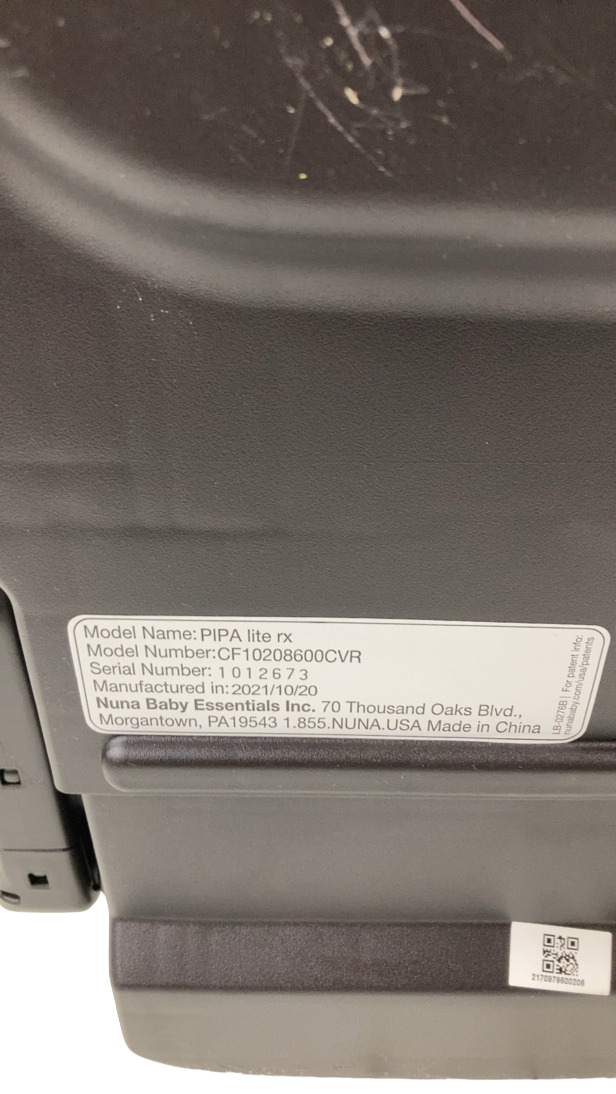 Model Name: PIPA lite rx
Model Number:CF10208600CVR
Serial Number: 1012673
Manufactured in: 2021/10/20
Nuna Baby Essentials Inc. 70 Thousand Oaks Blvd.,
Morgantown, PA19543 1.855.NUNA.USA Made in China
LB-0276B | For patent info:
nunababy.com/usa/patents
2170979600206